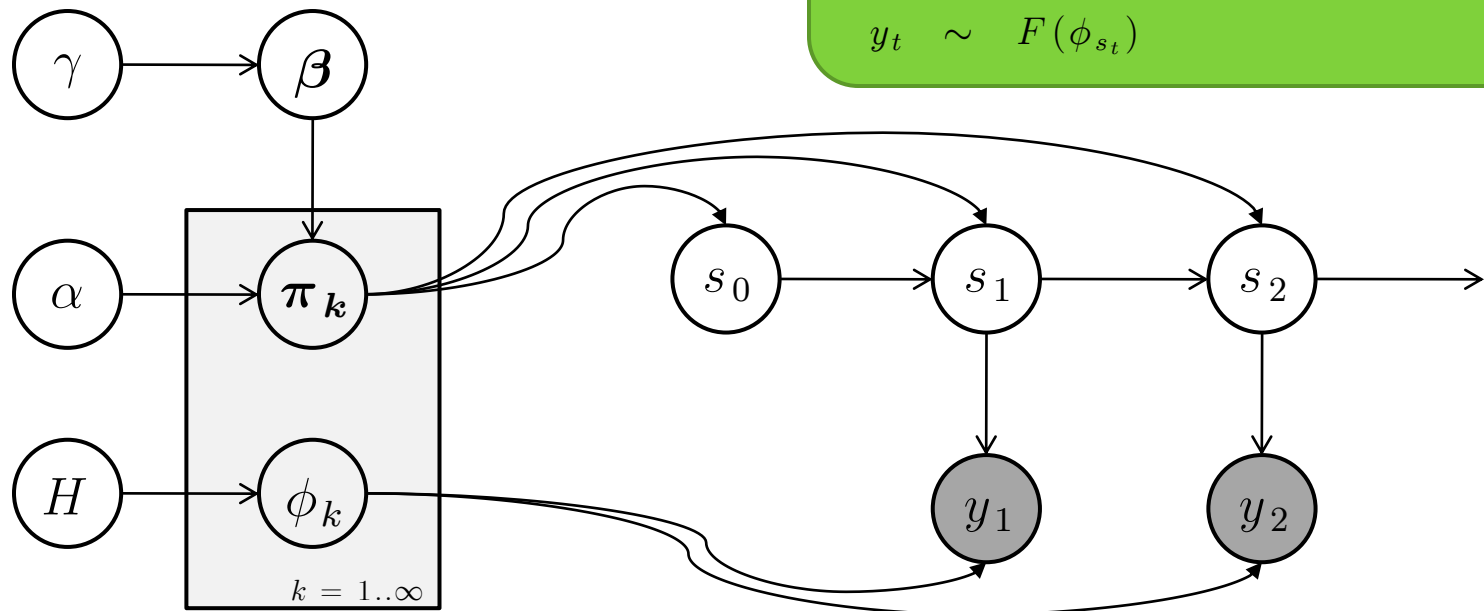 y_t ∼ F(ϕ_{s_t})
γ
𝜷
α
𝝅_𝒌
s_0
s_1
s_2
H
ϕ_k
y_1
y_2
k = 1..∞